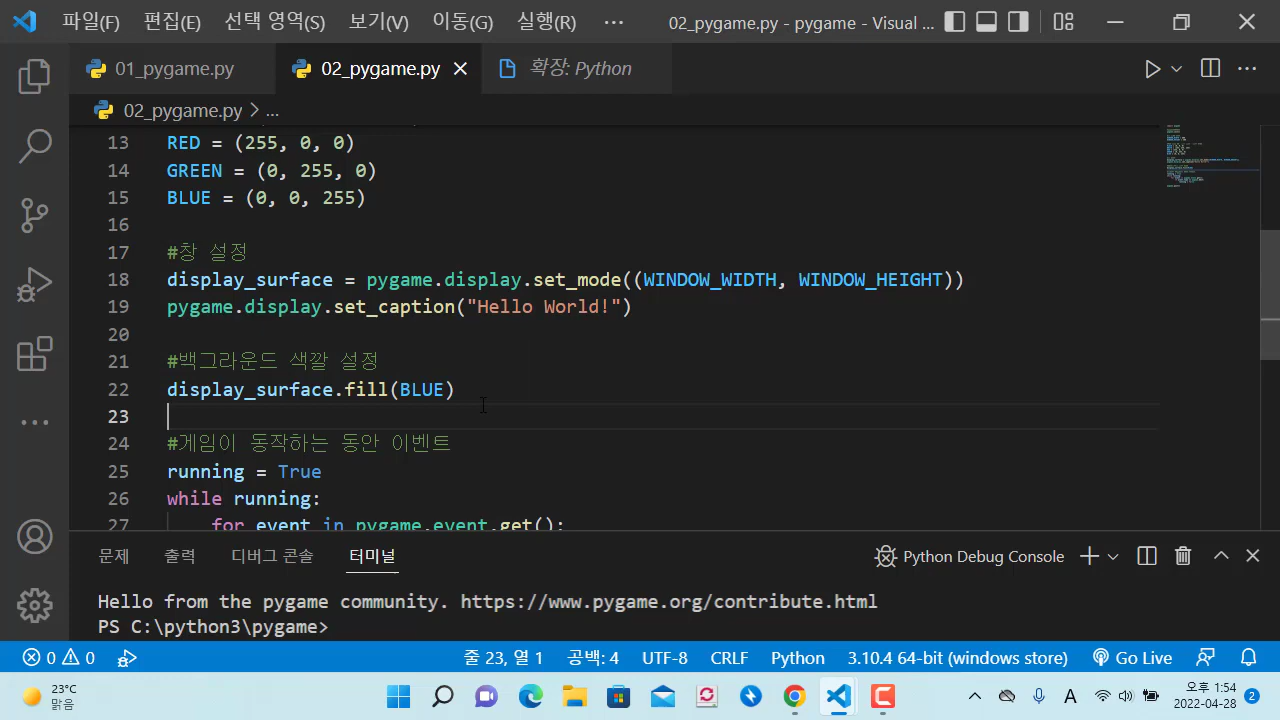 파일(F) 편집(E) 선택 영역(S) 보기(V) 이동(G) 실행(R) ··· 02_pygame.py - pygame - Visual ...
01_pygame.py 02_pygame.py 확장: Python
02_pygame.py > ...
13 RED = (255, 0, 0)
14 GREEN = (0, 255, 0)
15 BLUE = (0, 0, 255)
16
17 #창 설정
18 display_surface = pygame.display.set_mode((WINDOW_WIDTH, WINDOW_HEIGHT))
19 pygame.display.set_caption("Hello World!")
20
21 #백그라운드 색깔 설정
22 display_surface.fill(BLUE)
23
24 #게임이 동작하는 동안 이벤트
25 running = True
26 while running:
27 for event in pygame.event.get():
문제 출력 디버그 콘솔 터미널 Python Debug Console
Hello from the pygame community. https://www.pygame.org/contribute.html
PS C:\python3\pygame>
0 0 줄 23, 열 1 공백: 4 UTF-8 CRLF Python 3.10.4 64-bit (windows store) Go Live
23°C 맑음 A 오후 1:54
2022-04-28 2